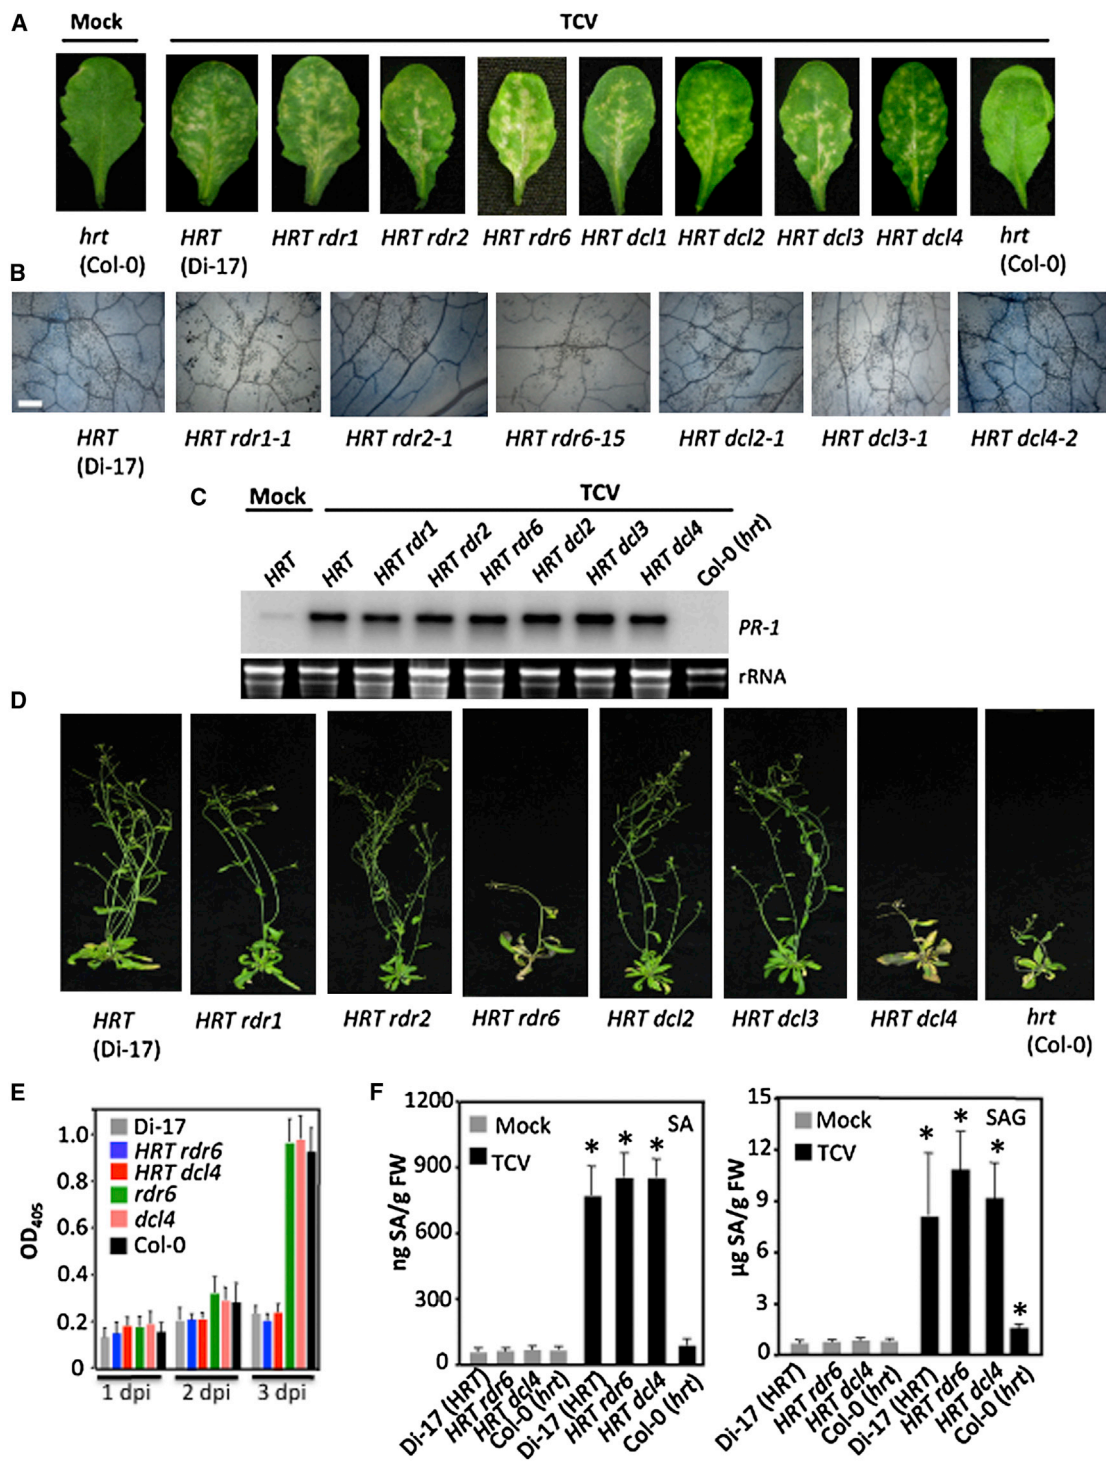 A
Mock
TCV
hrt
(Col-0)
HRT
(Di-17)
HRT rdr1
HRT rdr2
HRT rdr6
HRT dcl1
HRT dcl2
HRT dcl3
HRT dcl4
hrt
(Col-0)
B
HRT
(Di-17)
HRT rdr1-1
HRT rdr2-1
HRT rdr6-15
HRT dcl2-1
HRT dcl3-1
HRT dcl4-2
C
Mock
TCV
HRT
HRT
HRT rdr1
HRT rdr2
HRT rdr6
HRT dcl2
HRT dcl3
HRT dcl4
Col-0 (hrt)
PR-1
rRNA
D
HRT
(Di-17)
HRT rdr1
HRT rdr2
HRT rdr6
HRT dcl2
HRT dcl3
HRT dcl4
hrt
(Col-0)
E
OD405
1.0
0.8
0.6
0.4
0.2
0
Di-17
HRT rdr6
HRT dcl4
rdr6
dcl4
Col-0
1 dpi
2 dpi
3 dpi
F
ng SA/g FW
1200
900
600
300
0
Mock
TCV
SA
* * *
Di-17 (HRT)
HRT rdr6
HRT dcl4
Col-0 (hrt)
Di-17 (HRT)
HRT rdr6
HRT dcl4
Col-0 (hrt)
µg SA/g FW
15
12
9
6
3
0
Mock
TCV
SAG
* * * *
Di-17 (HRT)
HRT rdr6
HRT dcl4
Col-0 (hrt)
Di-17 (HRT)
HRT rdr6
HRT dcl4
Col-0 (hrt)